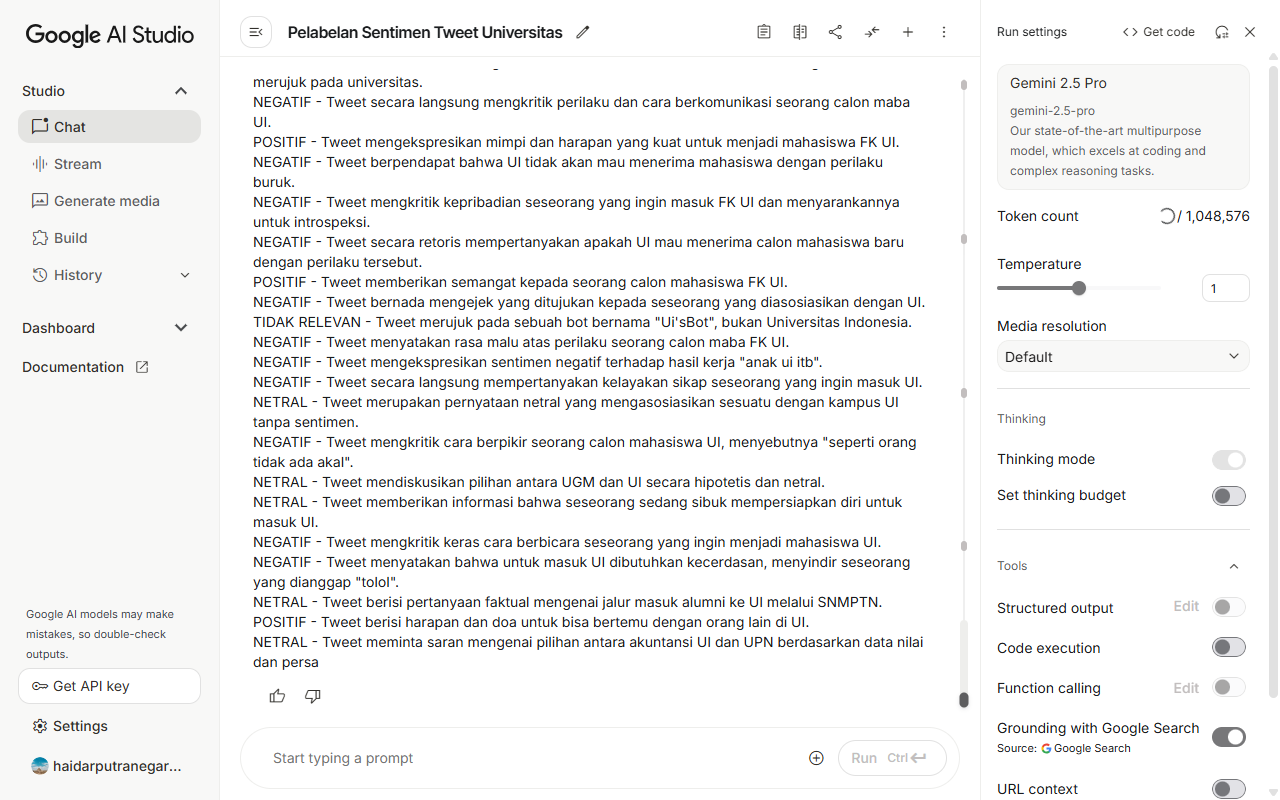 Google AI Studio
Studio
Chat
Stream
Generate media
Build
History
Dashboard
Documentation
Google AI models may make
mistakes, so double-check
outputs.
Get API key
Settings
haidarputranegar...
Pelabelan Sentimen Tweet Universitas
merujuk pada universitas.
NEGATIF - Tweet secara langsung mengkritik perilaku dan cara berkomunikasi seorang calon maba
UI.
POSITIF - Tweet mengekspresikan mimpi dan harapan yang kuat untuk menjadi mahasiswa FK UI.
NEGATIF - Tweet berpendapat bahwa UI tidak akan mau menerima mahasiswa dengan perilaku
buruk.
NEGATIF - Tweet mengkritik kepribadian seseorang yang ingin masuk FK UI dan menyarankannya
untuk introspeksi.
NEGATIF - Tweet secara retoris mempertanyakan apakah UI mau menerima calon mahasiswa baru
dengan perilaku tersebut.
POSITIF - Tweet memberikan semangat kepada seorang calon mahasiswa FK UI.
NEGATIF - Tweet bernada mengejek yang ditujukan kepada seseorang yang diasosiasikan dengan UI.
TIDAK RELEVAN - Tweet merujuk pada sebuah bot bernama "Ui'sBot", bukan Universitas Indonesia.
NEGATIF - Tweet menyatakan rasa malu atas perilaku seorang calon maba FK UI.
NEGATIF - Tweet mengekspresikan sentimen negatif terhadap hasil kerja "anak ui itb".
NEGATIF - Tweet secara langsung mempertanyakan kelayakan sikap seseorang yang ingin masuk UI.
NETRAL - Tweet merupakan pernyataan netral yang mengasosiasikan sesuatu dengan kampus UI
tanpa sentimen.
NEGATIF - Tweet mengkritik cara berpikir seorang calon mahasiswa UI, menyebutnya "seperti orang
tidak ada akal".
NETRAL - Tweet mendiskusikan pilihan antara UGM dan UI secara hipotetis dan netral.
NETRAL - Tweet memberikan informasi bahwa seseorang sedang sibuk mempersiapkan diri untuk
masuk UI.
NEGATIF - Tweet mengkritik keras cara berbicara seseorang yang ingin menjadi mahasiswa UI.
NEGATIF - Tweet menyatakan bahwa untuk masuk UI dibutuhkan kecerdasan, menyindir seseorang
yang dianggap "tolol".
NETRAL - Tweet berisi pertanyaan faktual mengenai jalur masuk alumni ke UI melalui SNMPTN.
POSITIF - Tweet berisi harapan dan doa untuk bisa bertemu dengan orang lain di UI.
NETRAL - Tweet meminta saran mengenai pilihan antara akuntansi UI dan UPN berdasarkan data nilai
dan persa
Start typing a prompt
Run Ctrl
Run settings
Get code
Gemini 2.5 Pro
gemini-2.5-pro
Our state-of-the-art multipurpose
model, which excels at coding and
complex reasoning tasks.
Token count / 1,048,576
Temperature
1
Media resolution
Default
Thinking
Thinking mode
Set thinking budget
Tools
Structured output Edit
Code execution
Function calling Edit
Grounding with Google Search
Source: Google Search
URL context